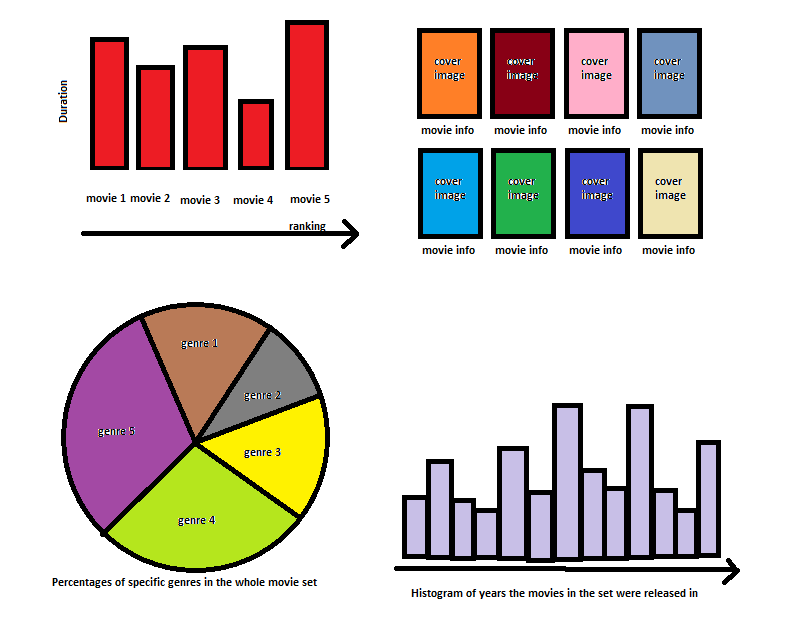 Duration
movie 1 movie 2 movie 3 movie 4 movie 5
ranking
cover
image
cover
image
cover
image
cover
image
movie info movie info movie info movie info
cover
image
cover
image
cover
image
cover
image
movie info movie info movie info movie info
genre 1
genre 2
genre 3
genre 4
genre 5
Percentages of specific genres in the whole movie set
Histogram of years the movies in the set were released in